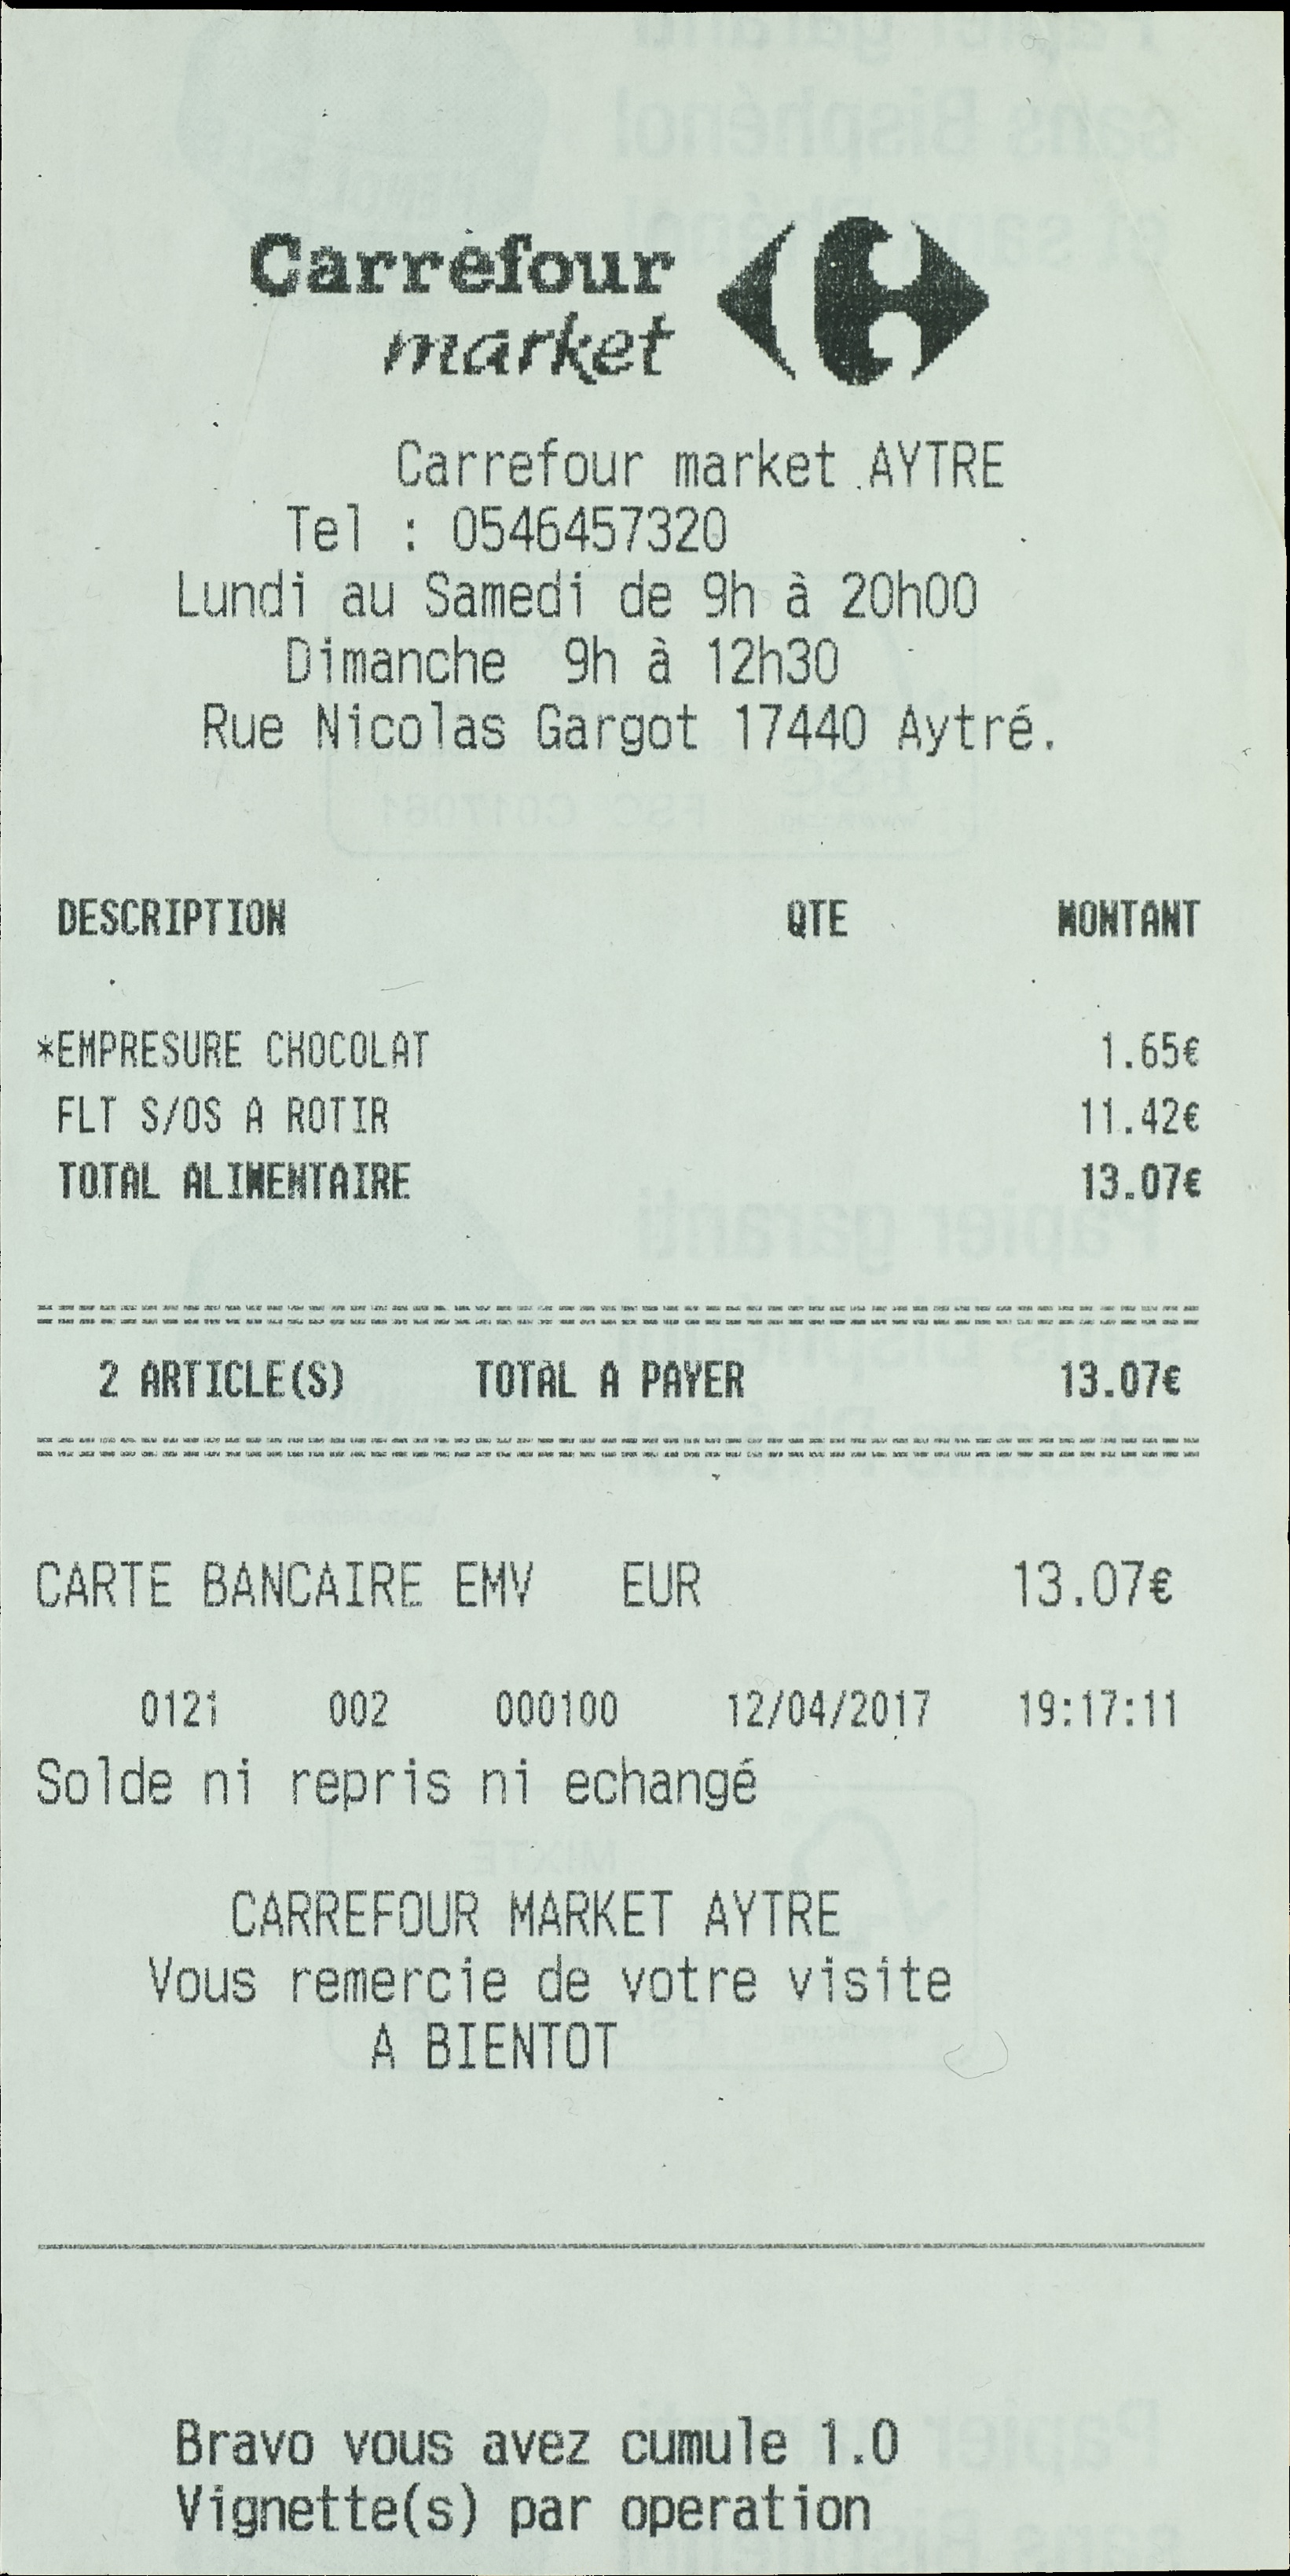 Carrefour
market
Carrefour market AYTRE
Tel : 0546457320
Lundi au Samedi de 9h à 20h00
Dimanche 9h à 12h30
Rue Nicolas Gargot 17440 Aytré.
DESCRIPTION QTE MONTANT
*EMPRESURE CHOCOLAT 1.65€
FLT S/OS A ROTIR 11.42€
TOTAL ALIMENTAIRE 13.07€
2 ARTICLE(S) TOTAL A PAYER 13.07€
CARTE BANCAIRE EMV EUR 13.07€
0121 002 000100 12/04/2017 19:17:11
Solde ni repris ni echangé
CARREFOUR MARKET AYTRE
Vous remercie de votre visite
A BIENTOT
Bravo vous avez cumule 1.0
Vignette(s) par operation